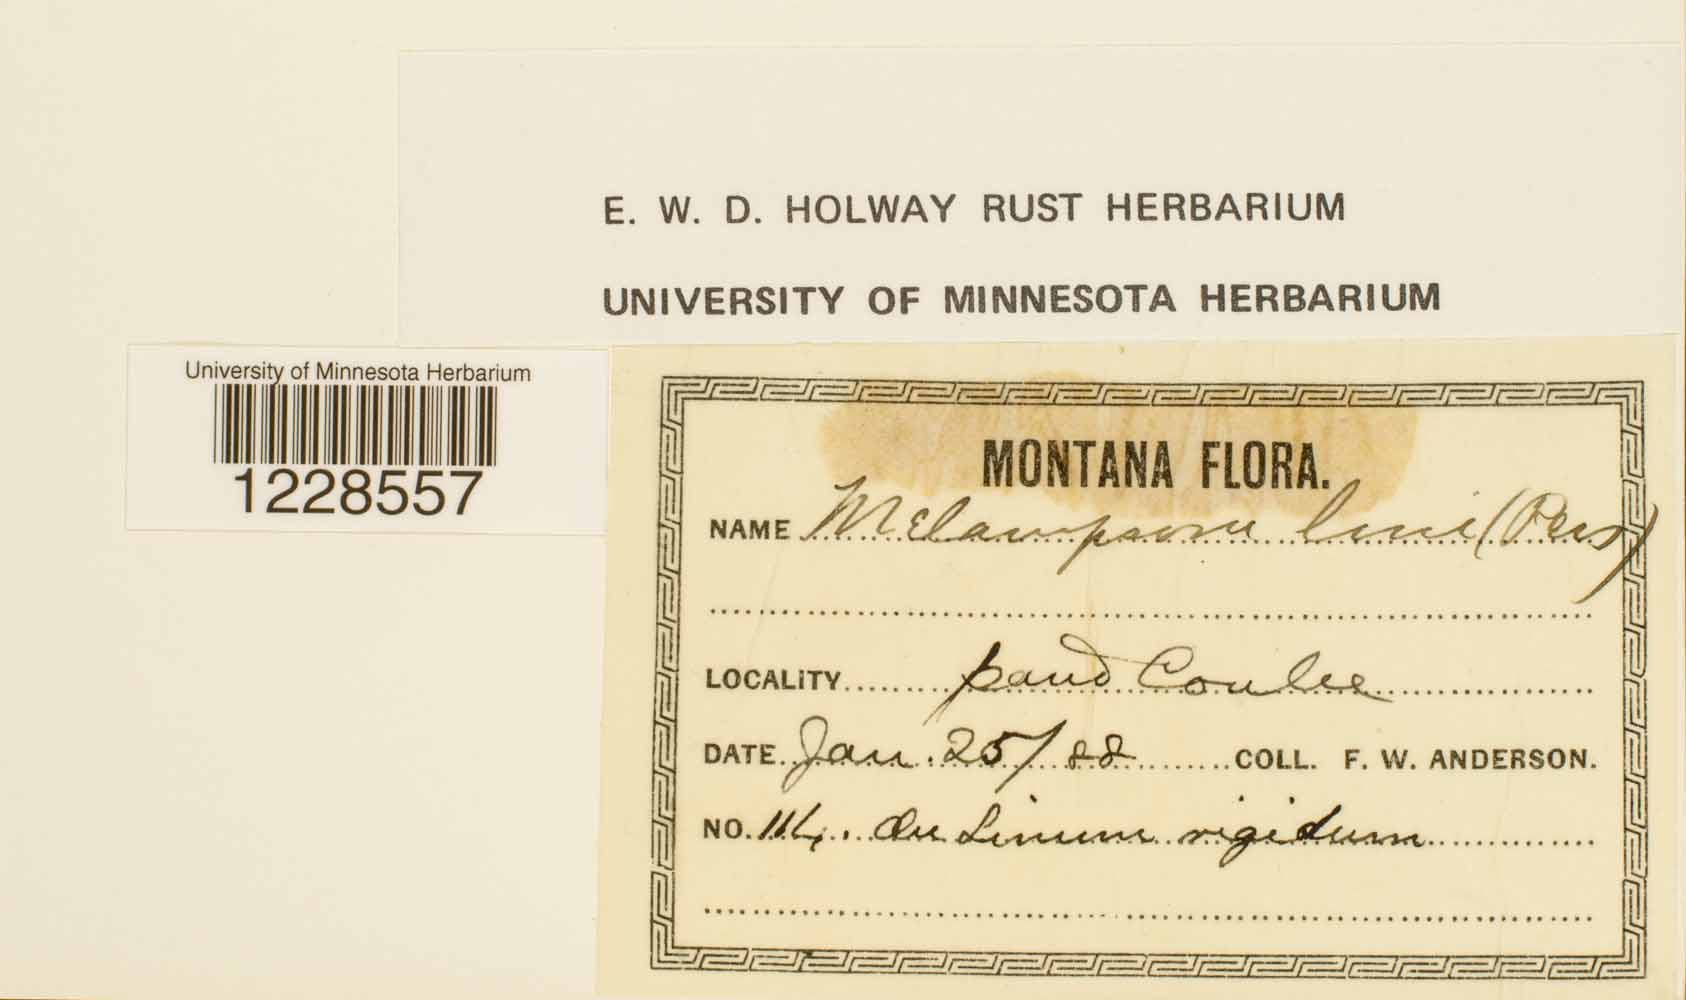 E. W. D. HOLWAY RUST HERBARIUM
UNIVERSITY OF MINNESOTA HERBARIUM
University of Minnesota Herbarium
1228557
MONTANA FLORA.
NAME Melampsora lini (Pers)
LOCALITY Sand Coulee
DATE Jan. 25/88 COLL. F. W. ANDERSON.
NO. 114. On Linum rigidum